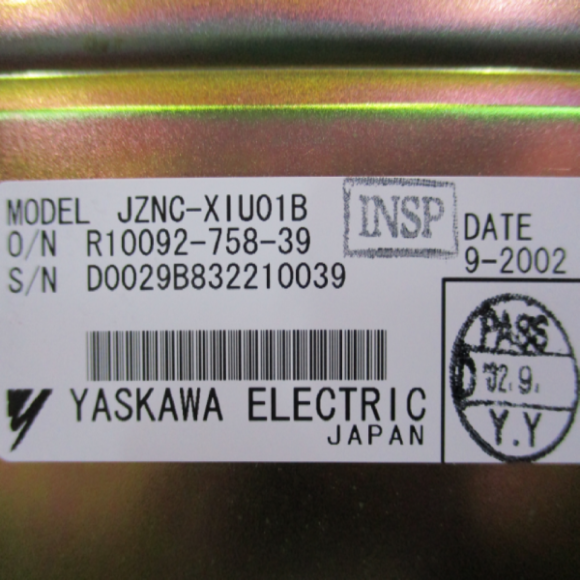 MODEL JZNC-XIU01B
O/N R10092-758-39
S/N D0029B832210039
INSP
DATE
9-2002
PASS
D '02.9.
Y.Y
YASKAWA ELECTRIC
JAPAN